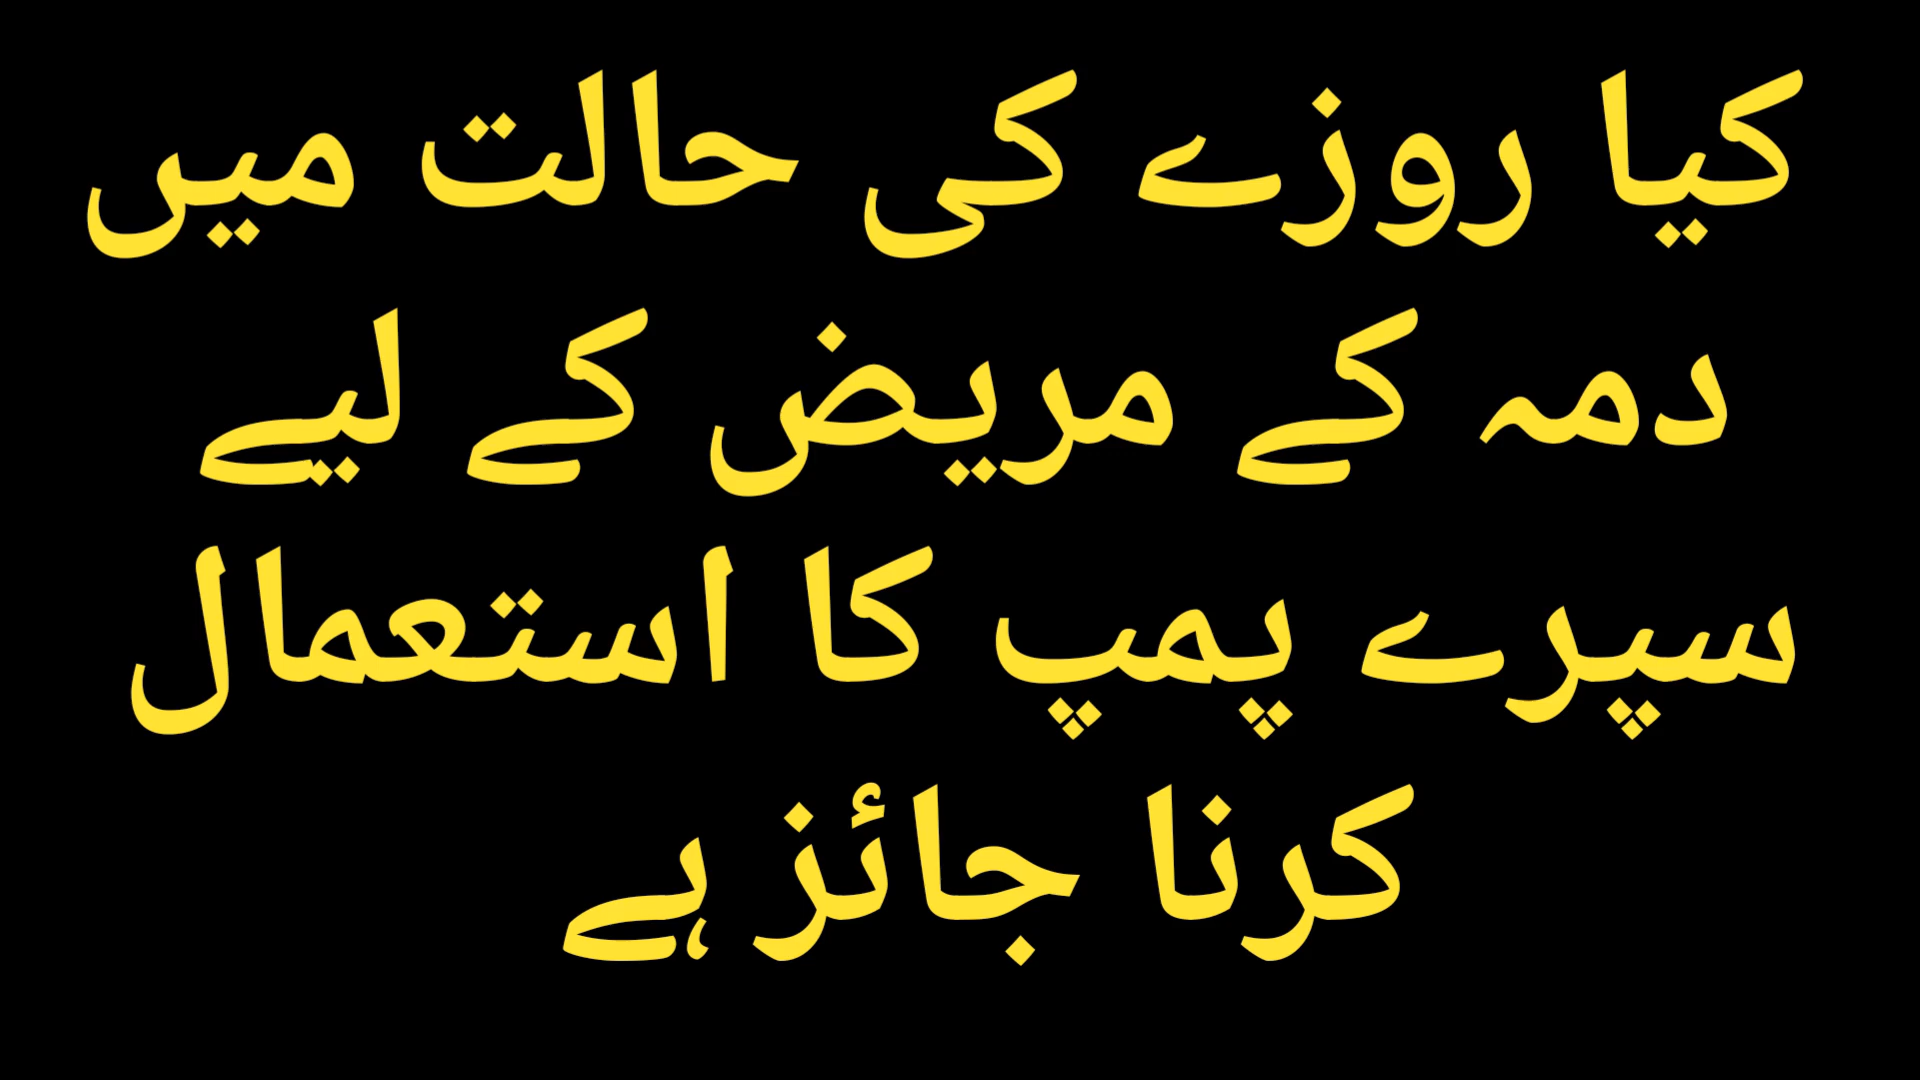 کیا روزے کی حالت میں
دمہ کے مریض کے لیے
سپرے پمپ کا استعمال
کرنا جائز ہے